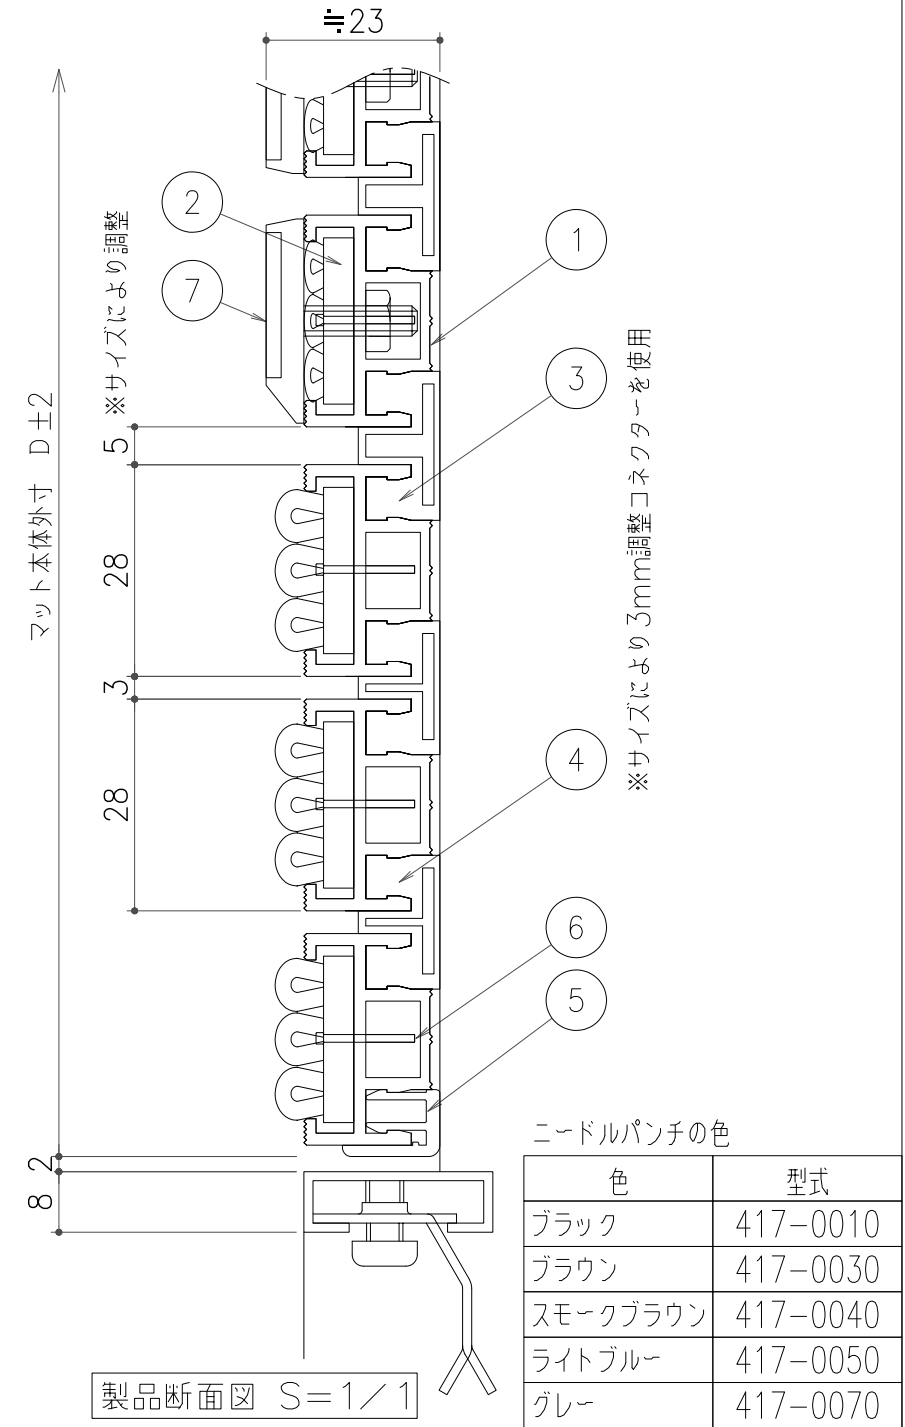 ≒23
2
7
1
3
4
6
5
※サイズにより調整
マット本体外寸 D±2
5
28
3
28
2
8
※サイズにより3mm調整コネクターを使用
ニードルパンチの色
色 型式
ブラック 417-0010
ブラウン 417-0030
スモークブラウン 417-0040
ライトブルー 417-0050
グレー 417-0070
製品断面図 S=1/1